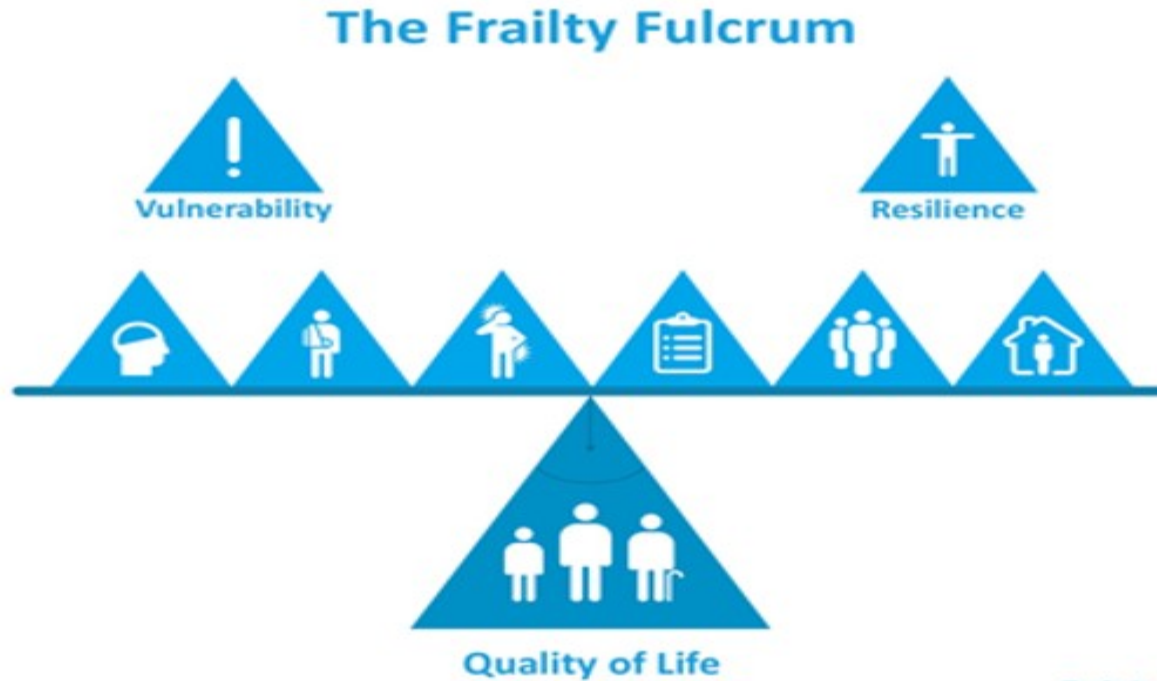 The Frailty Fulcrum
Vulnerability
Resilience
Quality of Life